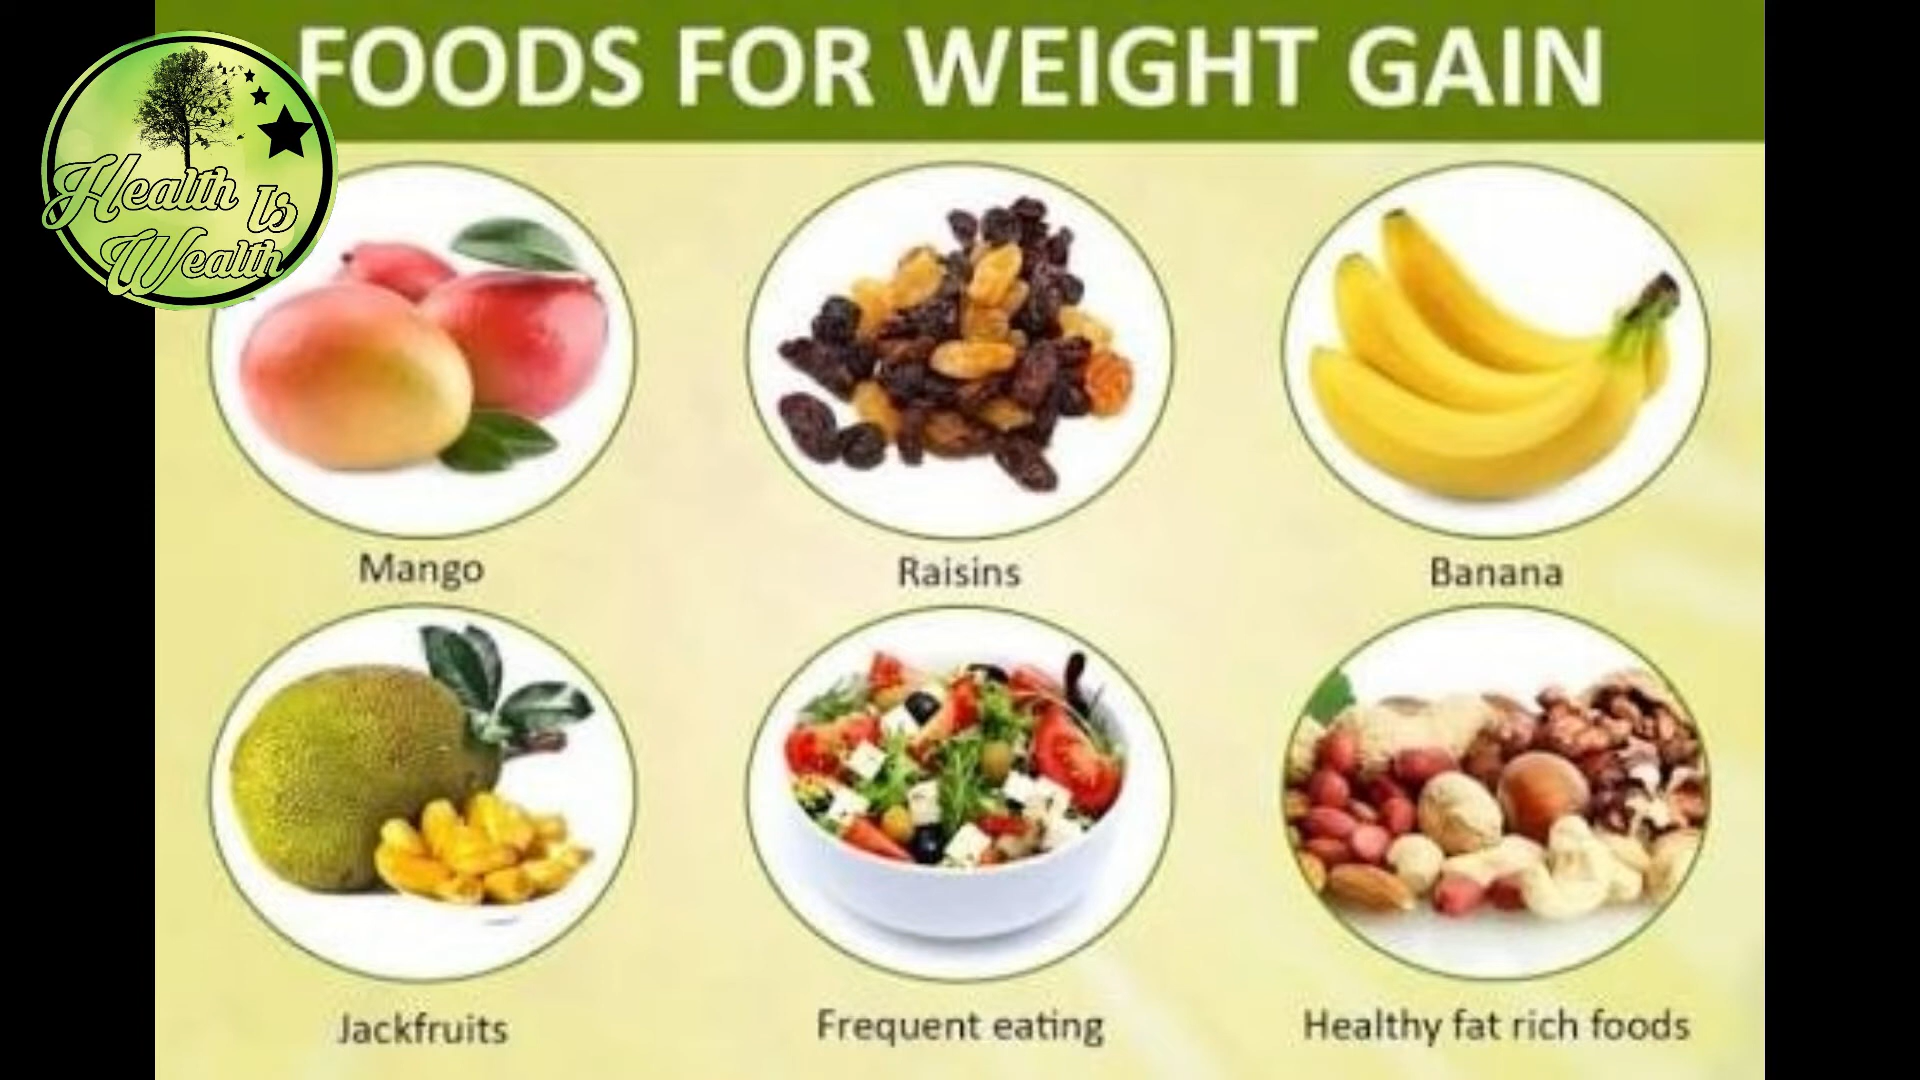 FOODS FOR WEIGHT GAIN
Health Is
Wealth
Mango
Raisins
Banana
Jackfruits
Frequent eating
Healthy fat rich foods